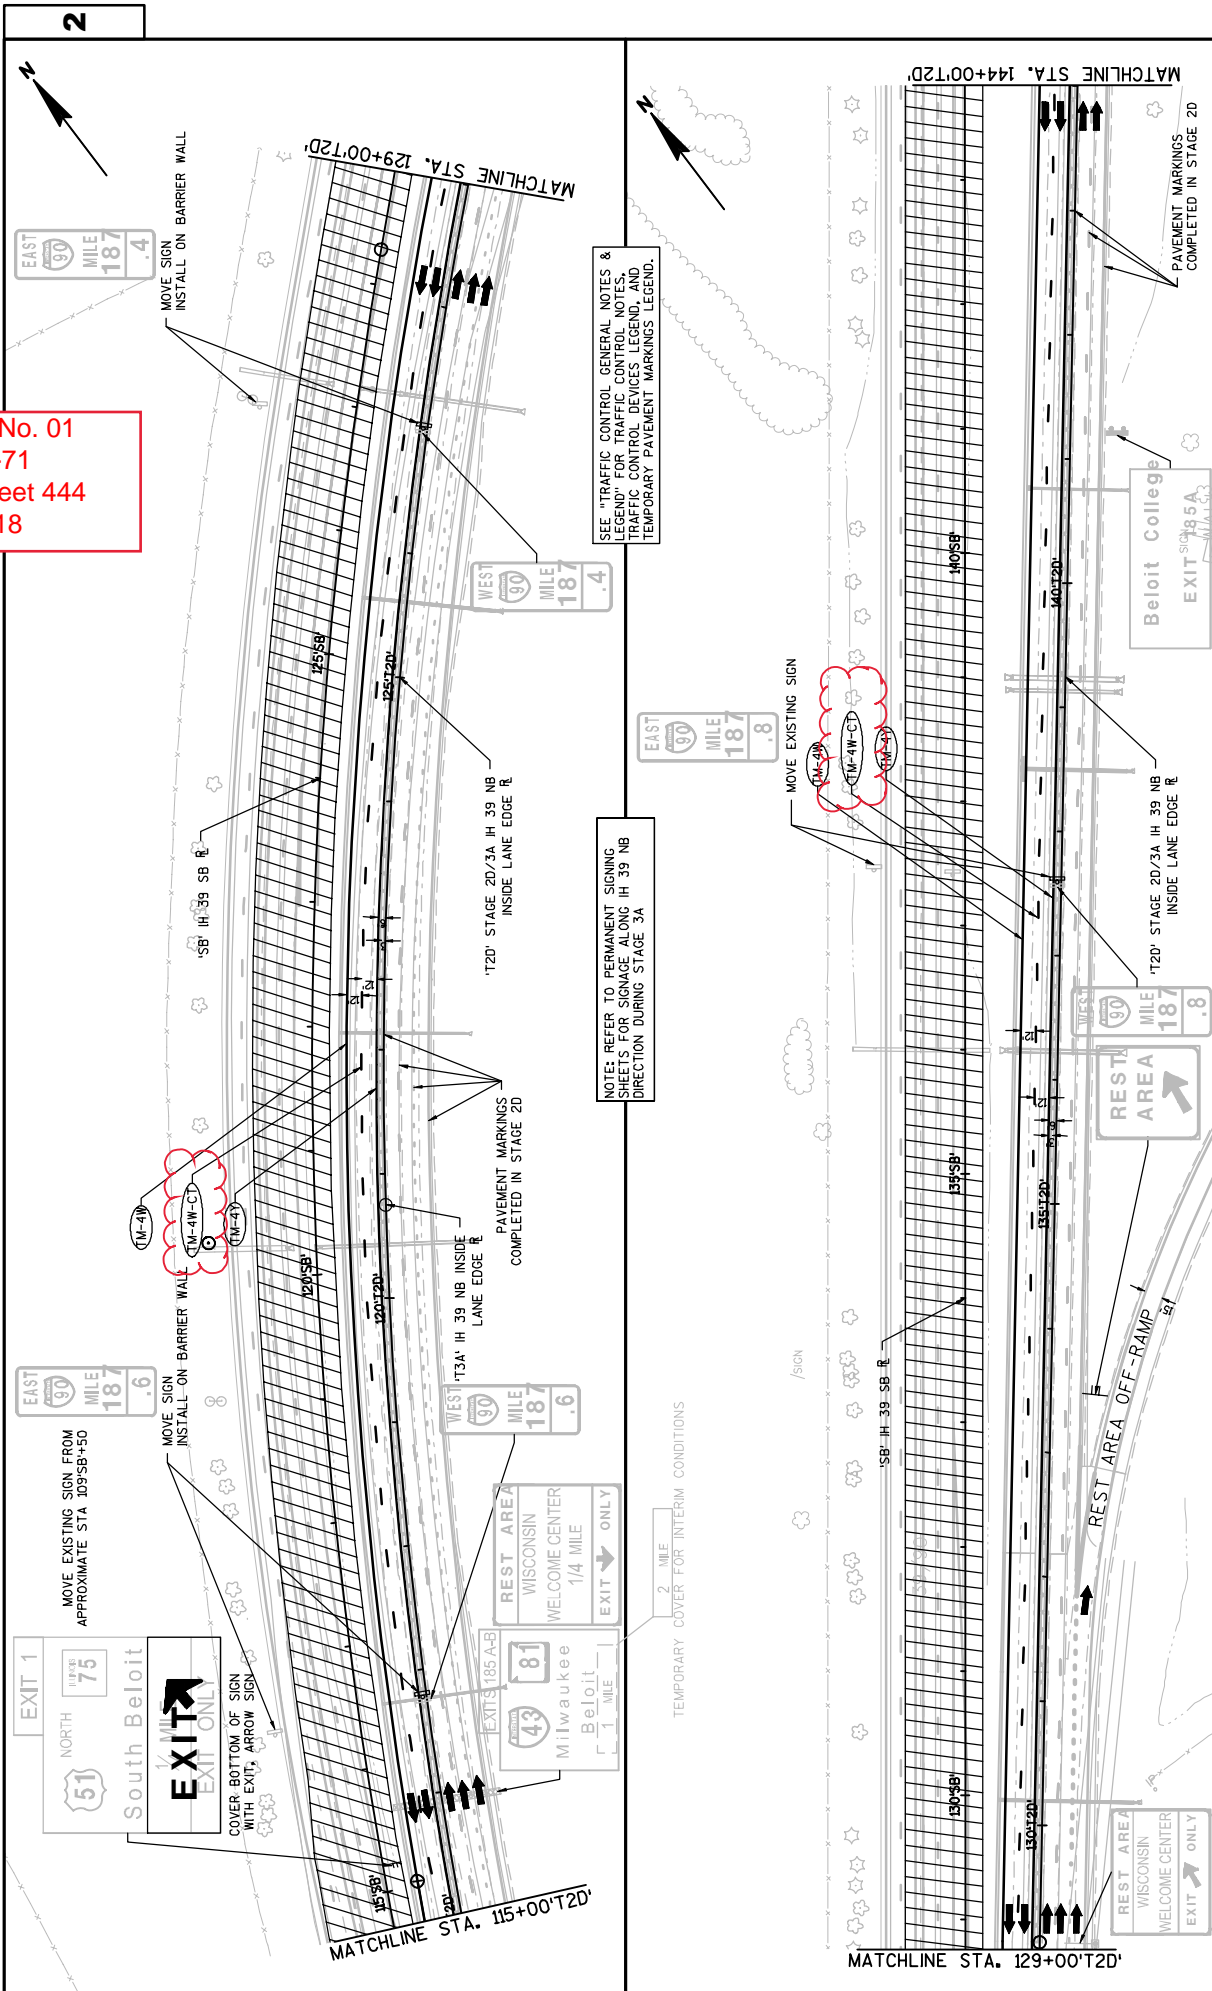 2
No. 01
-71
eet 444
18
N
MATCHLINE STA. 129+00'T2D'
EAST
90
MILE
187
.4
MOVE SIGN
INSTALL ON BARRIER WALL
WEST
90
MILE
187
.4
125'SB'
125'T2D'
'SB' IH 39 SB R
'T2D' STAGE 2D/3A IH 39 NB
INSIDE LANE EDGE R
12'
12'
PAVEMENT MARKINGS
COMPLETED IN STAGE 2D
TM-4W
TM-4W-CT
TM-4Y
120'SB'
120'T2D'
'T3A' IH 39 NB INSIDE
LANE EDGE R
MOVE SIGN
INSTALL ON BARRIER WALL
EAST
90
MILE
187
.6
WEST
90
MILE
187
.6
MOVE EXISTING SIGN FROM
APPROXIMATE STA 109'SB'+50
EXIT 1
51
NORTH
75
South Beloit
EXIT
EXIT ONLY
COVER BOTTOM OF SIGN
WITH EXIT, ARROW SIGN
REST AREA
WISCONSIN
WELCOME CENTER
1/4 MILE
EXIT ONLY
EXITS 185 A-B
43
81
Milwaukee
Beloit
1 MILE
2 MILE
TEMPORARY COVER FOR INTERIM CONDITIONS
115'SB'
'2D'
MATCHLINE STA. 115+00'T2D'
SEE "TRAFFIC CONTROL GENERAL NOTES &
LEGEND" FOR TRAFFIC CONTROL NOTES,
TRAFFIC CONTROL DEVICES LEGEND, AND
TEMPORARY PAVEMENT MARKINGS LEGEND.
NOTE: REFER TO PERMANENT SIGNING
SHEETS FOR SIGNAGE ALONG IH 39 NB
DIRECTION DURING STAGE 3A
N
MATCHLINE STA. 144+00'T2D'
PAVEMENT MARKINGS
COMPLETED IN STAGE 2D
Beloit College
EXIT 185A
SIGN
140'SB'
140'T2D'
MOVE EXISTING SIGN
EAST
90
MILE
187
.8
TM-4W
TM-4W-CT
TM-4Y
'T2D' STAGE 2D/3A IH 39 NB
INSIDE LANE EDGE R
WEST
90
MILE
187
.8
REST
AREA
12'
12'
135'SB'
135'T2D'
'SB' IH 39 SB R
/SIGN
REST AREA OFF-RAMP
15'
130'SB'
130'T2D'
REST AREA
WISCONSIN
WELCOME CENTER
EXIT ONLY
MATCHLINE STA. 129+00'T2D'